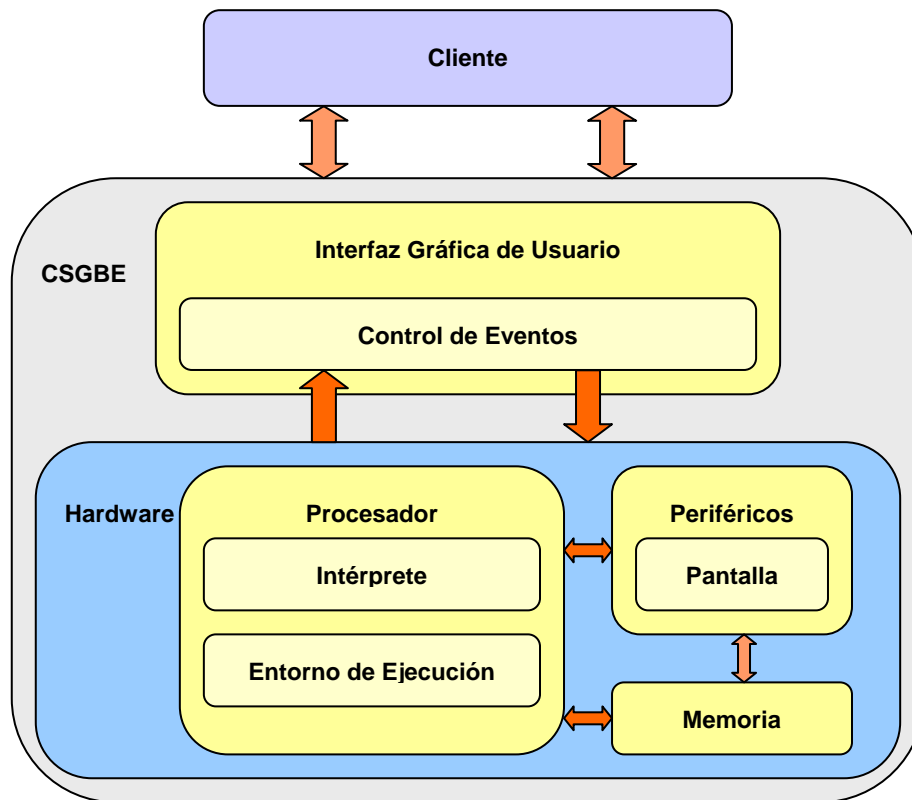 Cliente
Interfaz Gráfica de Usuario
CSGBE
Control de Eventos
Hardware
Procesador
Periféricos
Intérprete
Pantalla
Entorno de Ejecución
Memoria